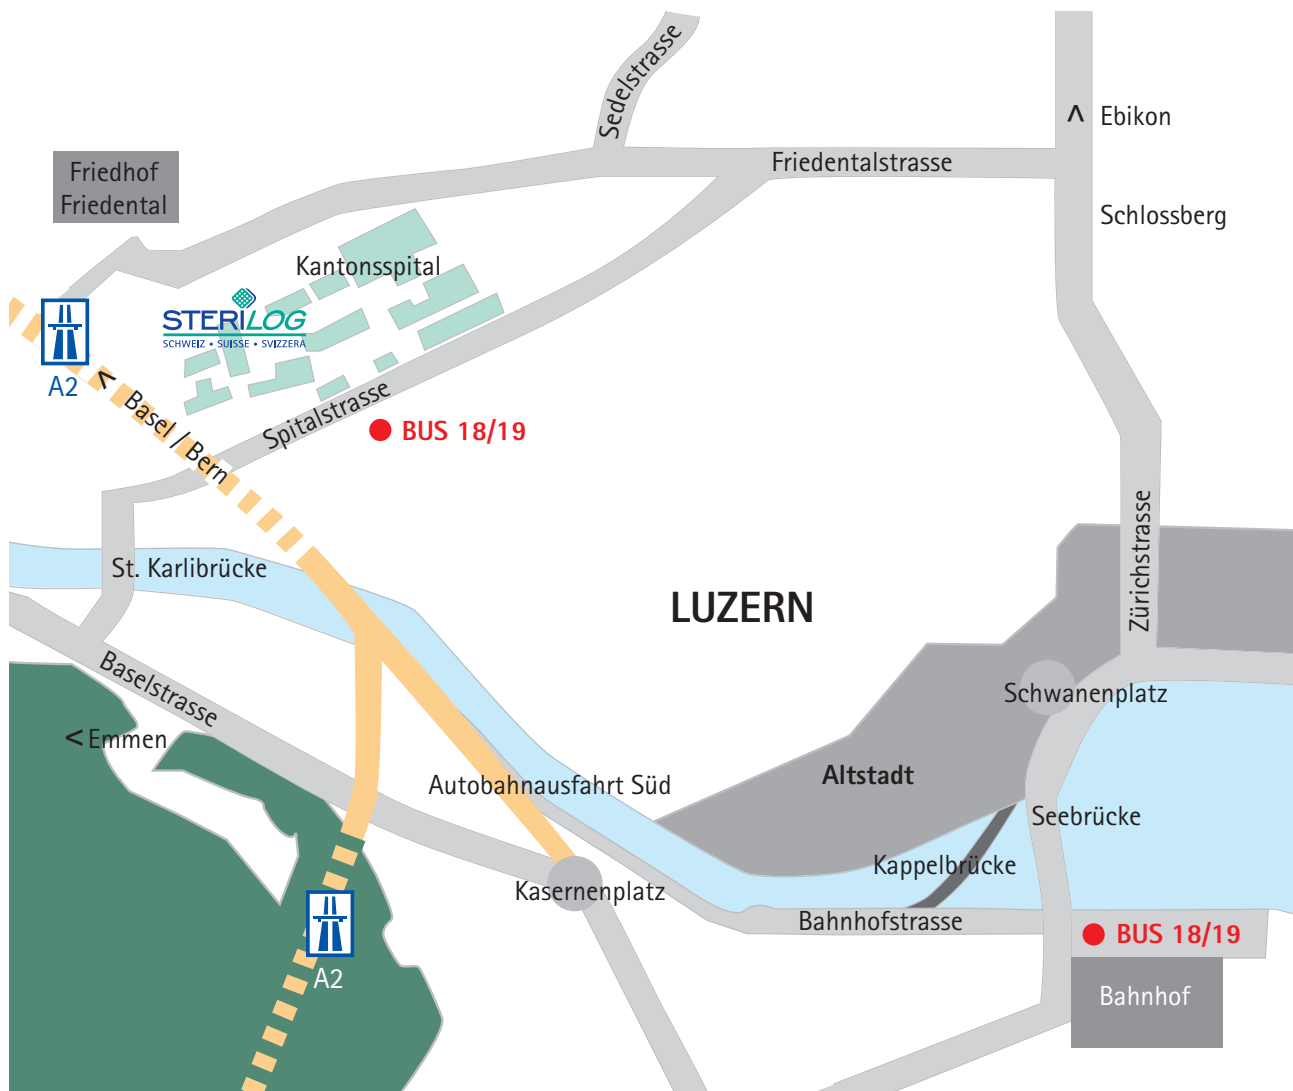 Sedelstrasse
Ebikon
Friedhof
Friedental
Friedentalstrasse
Schlossberg
Kantonsspital
STERILOG
SCHWEIZ • SUISSE • SVIZZERA
A2
< Basel / Bern
Spitalstrasse
BUS 18/19
Zürichstrasse
St. Karlibrücke
LUZERN
Baselstrasse
Schwanenplatz
< Emmen
Autobahnausfahrt Süd
Altstadt
Seebrücke
Kappelbrücke
Kasernenplatz
Bahnhofstrasse
BUS 18/19
A2
Bahnhof